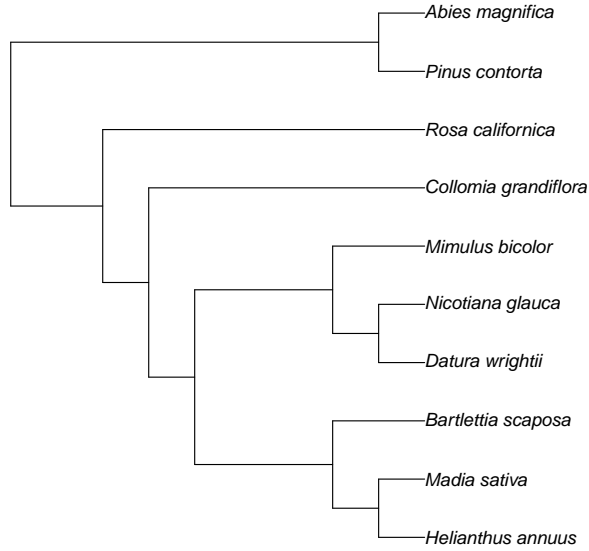 Abies magnifica
Pinus contorta
Rosa californica
Collomia grandiflora
Mimulus bicolor
Nicotiana glauca
Datura wrightii
Bartlettia scaposa
Madia sativa
Helianthus annuus